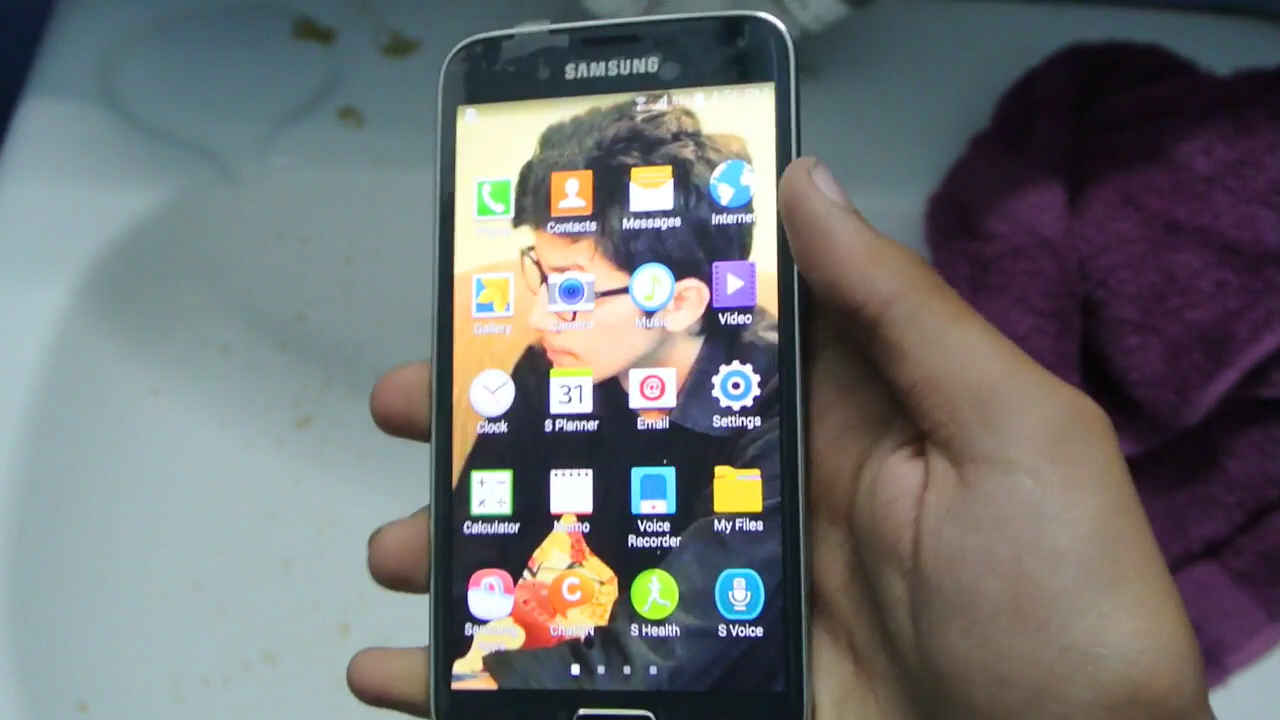 SAMSUNG
Contacts
Messages
Internet
Gallery
Camera
Music
Video
31
Clock
S Planner
@
Email
Settings
Calculator
Memo
Voice
Recorder
My Files
C
Samsung
ChatON
S Health
S Voice